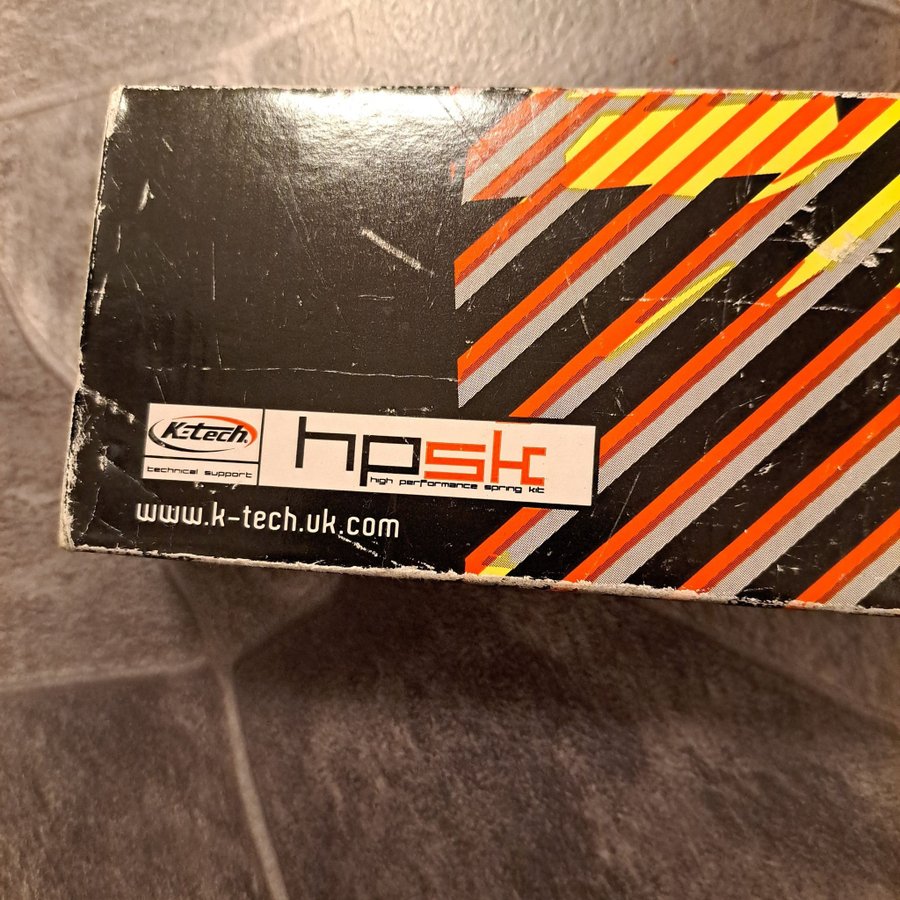 K-tech
technical support
hpsk
high performance spring kit
www.k-tech.uk.com